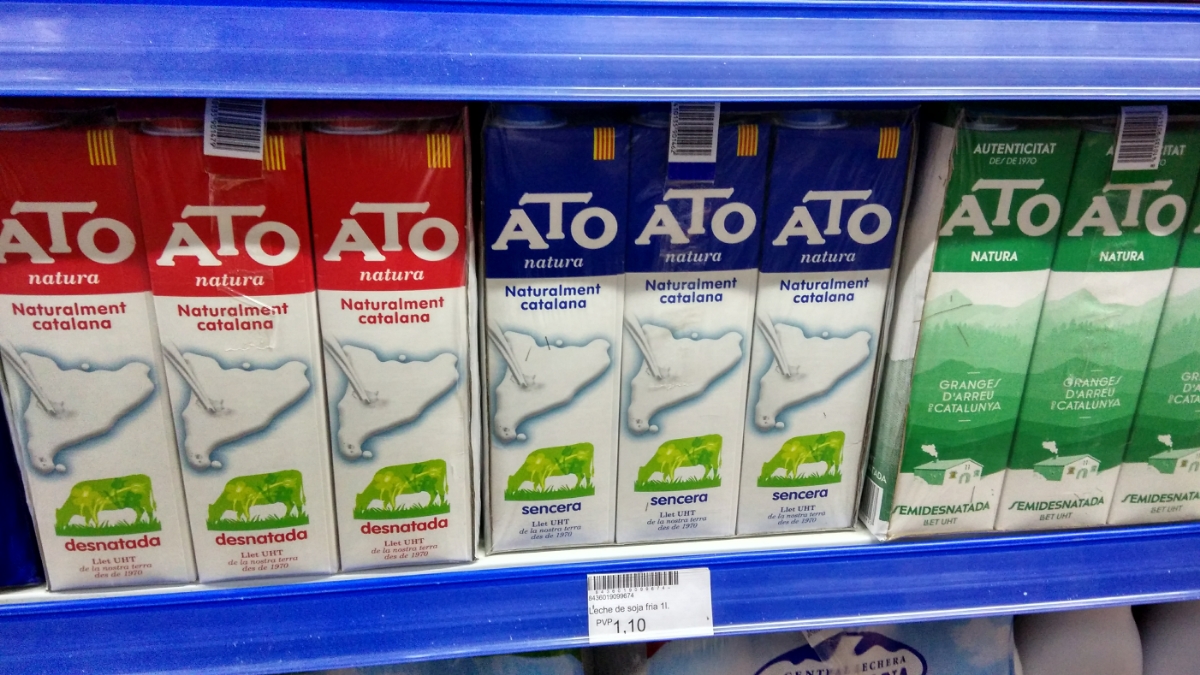 ATO
natura
Naturalment
catalana
desnatada
Llet UHT
de la nostra terra
des de 1970
ATO
natura
Naturalment
catalana
desnatada
Llet UHT
de la nostra terra
des de 1970
ATO
natura
Naturalment
catalana
desnatada
Llet UHT
de la nostra terra
des de 1970
ATO
natura
Naturalment
catalana
sencera
Llet UHT
de la nostra terra
des de 1970
ATO
natura
Naturalment
catalana
sencera
Llet UHT
de la nostra terra
des de 1970
ATO
natura
Naturalment
catalana
sencera
Llet UHT
de la nostra terra
des de 1970
AUTENTICITAT
DES DE 1970
ATO
NATURA
GRANGES
D'ARREU
DE CATALUNYA
SEMIDESNATADA
LLET UHT
ATO
NATURA
GRANGES
D'ARREU
DE CATALUNYA
SEMIDESNATADA
LLET UHT
SEMIDESNATADA
8436019099674
Leche de soja fria 1l.
PVP 1,10